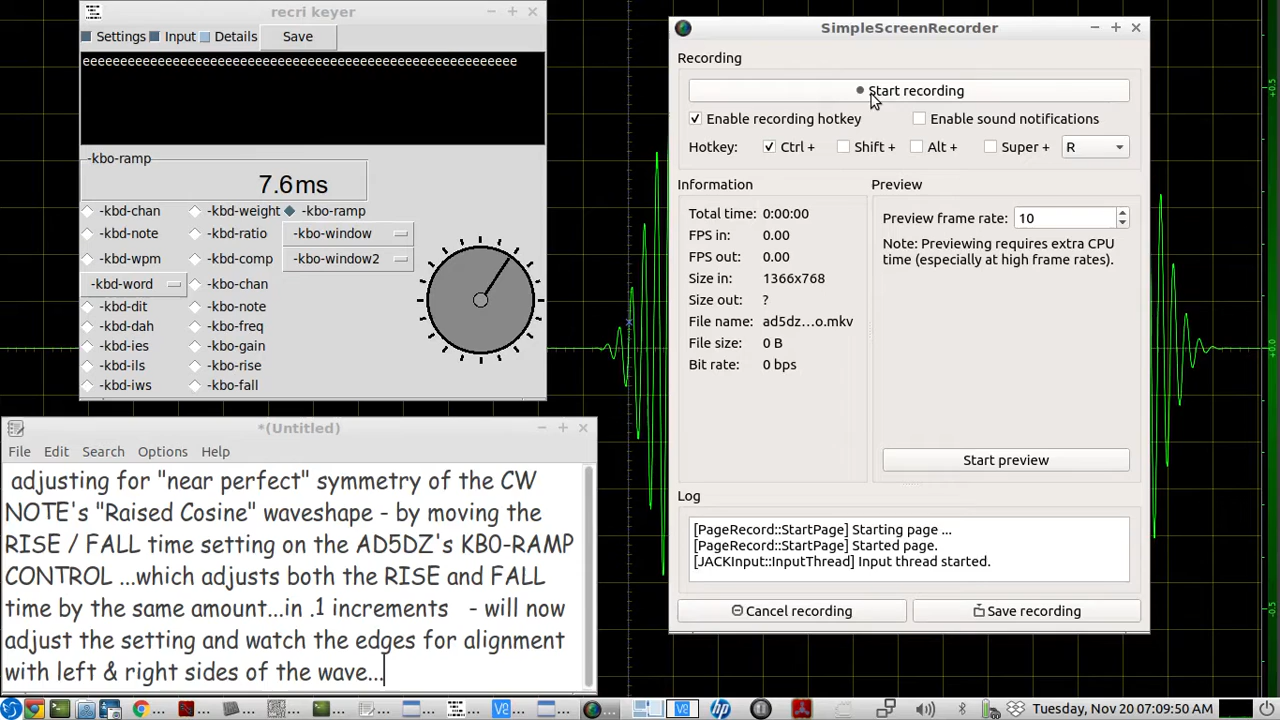 recri keyer
Settings Input Details Save
eeeeeeeeeeeeeeeeeeeeeeeeeeeeeeeeeeeeeeeeeeeeeeeeeeeeeeeeee
-kbo-ramp
7.6ms
-kbd-chan -kbd-weight -kbo-ramp
-kbd-note -kbd-ratio -kbo-window
-kbd-wpm -kbd-comp -kbo-window2
-kbd-word -kbo-chan
-kbd-dit -kbo-note
-kbd-dah -kbo-freq
-kbd-ies -kbo-gain
-kbd-ils -kbo-rise
-kbd-iws -kbo-fall
*(Untitled)
File Edit Search Options Help
adjusting for "near perfect" symmetry of the CW
NOTE's "Raised Cosine" waveshape - by moving the
RISE / FALL time setting on the AD5DZ's KB0-RAMP
CONTROL ...which adjusts both the RISE and FALL
time by the same amount...in .1 increments - will now
adjust the setting and watch the edges for alignment
with left & right sides of the wave...
SimpleScreenRecorder
Recording
Start recording
Enable recording hotkey Enable sound notifications
Hotkey: Ctrl + Shift + Alt + Super + R
Information
Total time: 0:00:00
FPS in: 0.00
FPS out: 0.00
Size in: 1366x768
Size out: ?
File name: ad5dz...o.mkv
File size: 0 B
Bit rate: 0 bps
Preview
Preview frame rate: 10
Note: Previewing requires extra CPU
time (especially at high frame rates).
Start preview
Log
[PageRecord::StartPage] Starting page ...
[PageRecord::StartPage] Started page.
[JACKInput::InputThread] Input thread started.
Cancel recording Save recording
+0.5
+0.0
Tuesday, Nov 20 07:09:50 AM